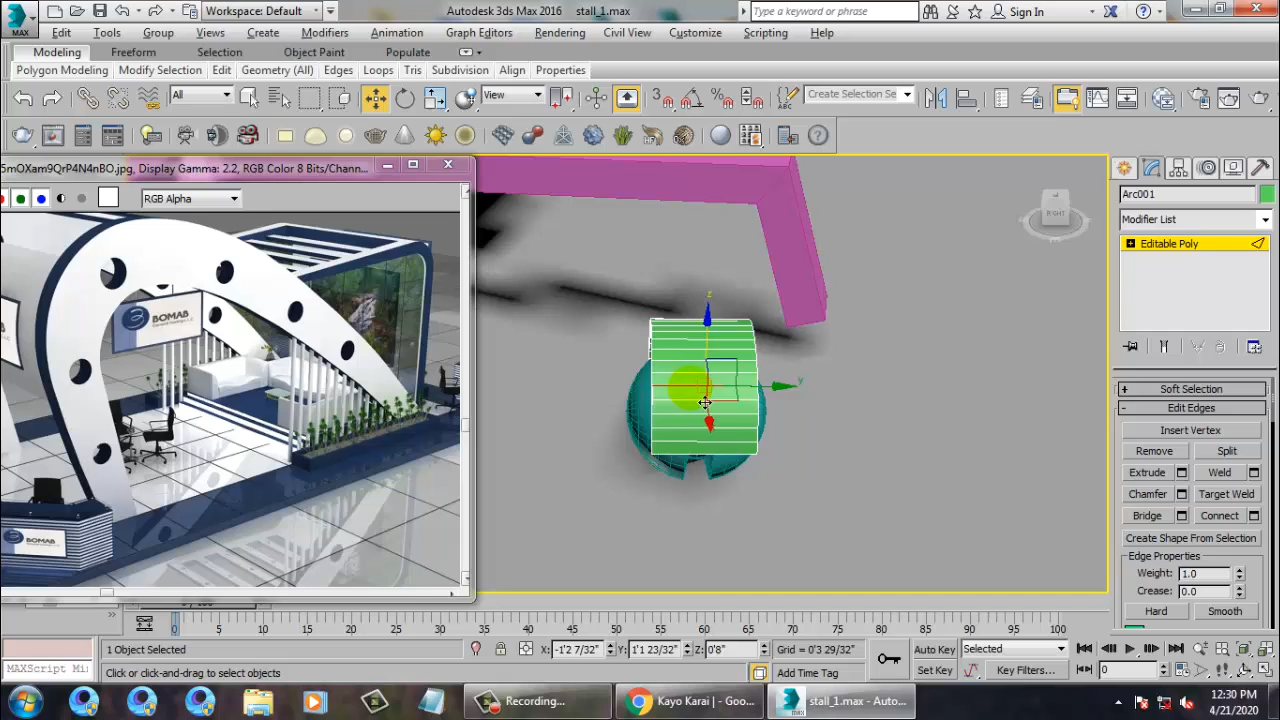 MAX
Workspace: Default
Autodesk 3ds Max 2016
stall_1.max
Type a keyword or phrase
Sign In
Edit
Tools
Group
Views
Create
Modifiers
Animation
Graph Editors
Rendering
Civil View
Customize
Scripting
Help
Modeling
Freeform
Selection
Object Paint
Populate
Polygon Modeling
Modify Selection
Edit
Geometry (All)
Edges
Loops
Tris
Subdivision
Align
Properties
All
View
3
Create Selection Se
5mOXam9QrP4N4nBO.jpg, Display Gamma: 2.2, RGB Color 8 Bits/Chann...
RGB Alpha
3 BOMAB
BOMAB
z
y
RIGHT
Arc001
Modifier List
Editable Poly
Soft Selection
Edit Edges
Insert Vertex
Remove
Split
Extrude
Weld
Chamfer
Target Weld
Bridge
Connect
Create Shape From Selection
Edge Properties
Weight: 1.0
Crease: 0.0
Hard
Smooth
0 5 10 15 20 25 30 35 40 45 50 55 60 65 70 75 80 85 90 95 100
1 Object Selected
X: -1'2 7/32"
Y: 1'1 23/32"
Z: 0'8"
Grid = 0'3 29/32"
Auto Key
Selected
MAXScript Mi
Click or click-and-drag to select objects
Add Time Tag
Set Key
Key Filters...
0
Recording...
Kayo Karai | - Goo...
stall_1.max - Auto...
12:30 PM
4/21/2020